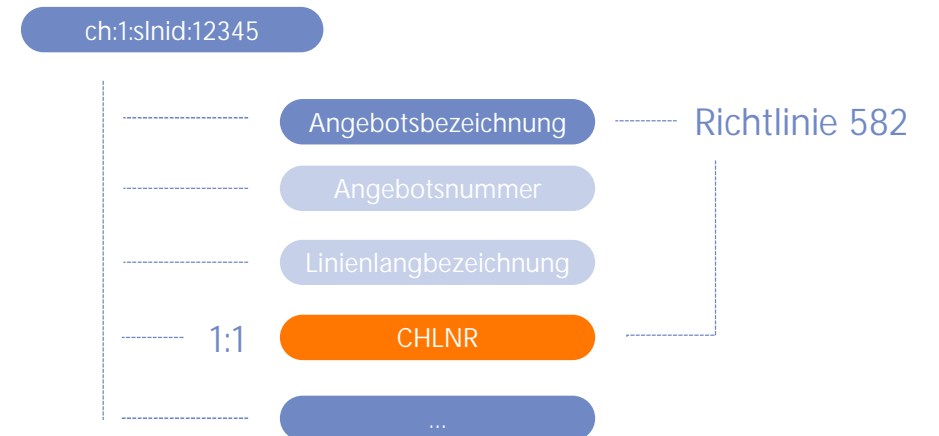 ch:1:slnid:12345
Angebotsbezeichnung
Richtlinie 582
Angebotsnummer
Linienlangbezeichnung
1:1
CHLNR
...